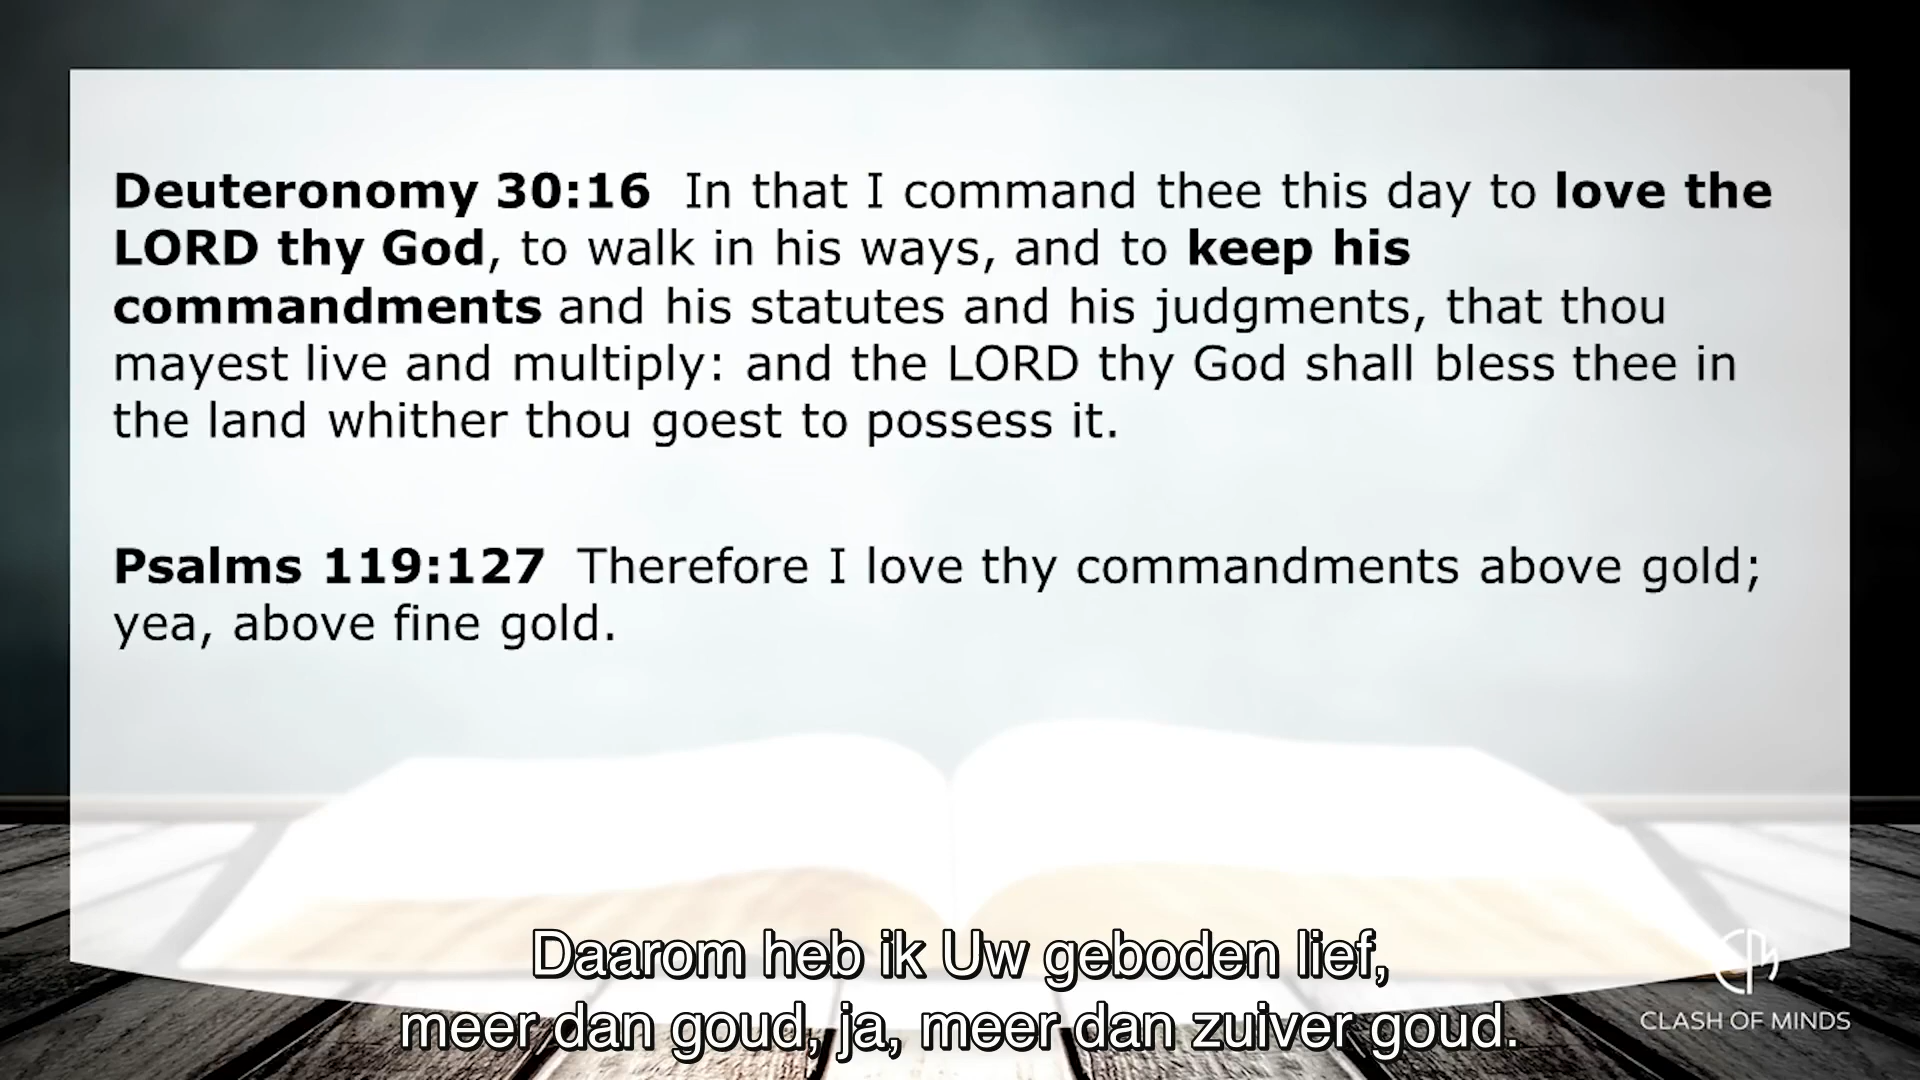 Deuteronomy 30:16 In that I command thee this day to love the
LORD thy God, to walk in his ways, and to keep his
commandments and his statutes and his judgments, that thou
mayest live and multiply: and the LORD thy God shall bless thee in
the land whither thou goest to possess it.
Psalms 119:127 Therefore I love thy commandments above gold;
yea, above fine gold.
Daarom heb ik Uw geboden lief,
meer dan goud, ja, meer dan zuiver goud.
CLASH OF MINDS